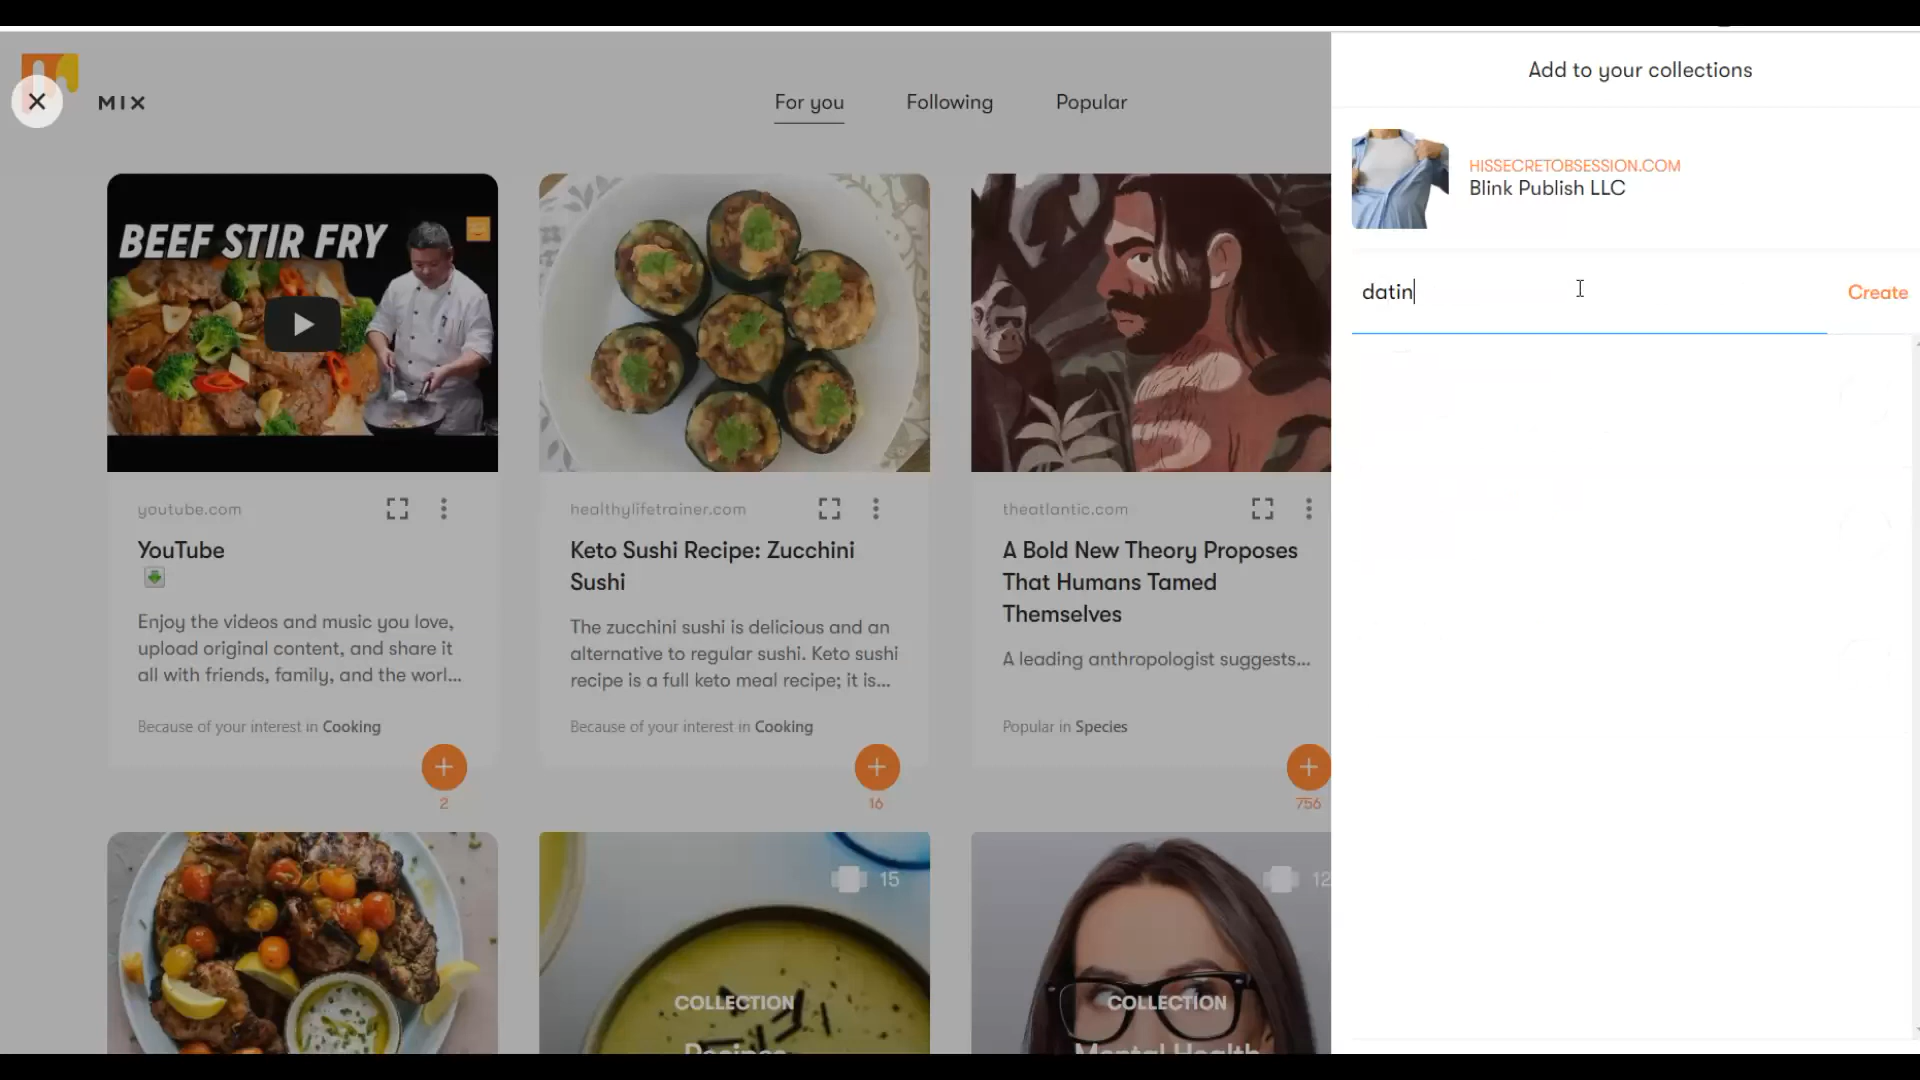 MIX
For you
Following
Popular
Add to your collections
HISSECRETOBSESSION.COM
Blink Publish LLC
datin
Create
BEEF STIR FRY
youtube.com
YouTube
Enjoy the videos and music you love,
upload original content, and share it
all with friends, family, and the worl...
Because of your interest in Cooking
2
healthylifetrainer.com
Keto Sushi Recipe: Zucchini
Sushi
The zucchini sushi is delicious and an
alternative to regular sushi. Keto sushi
recipe is a full keto meal recipe; it is...
Because of your interest in Cooking
16
theatlantic.com
A Bold New Theory Proposes
That Humans Tamed
Themselves
A leading anthropologist suggests...
Popular in Species
756
15
COLLECTION
Recipes
12
COLLECTION
Mental Health